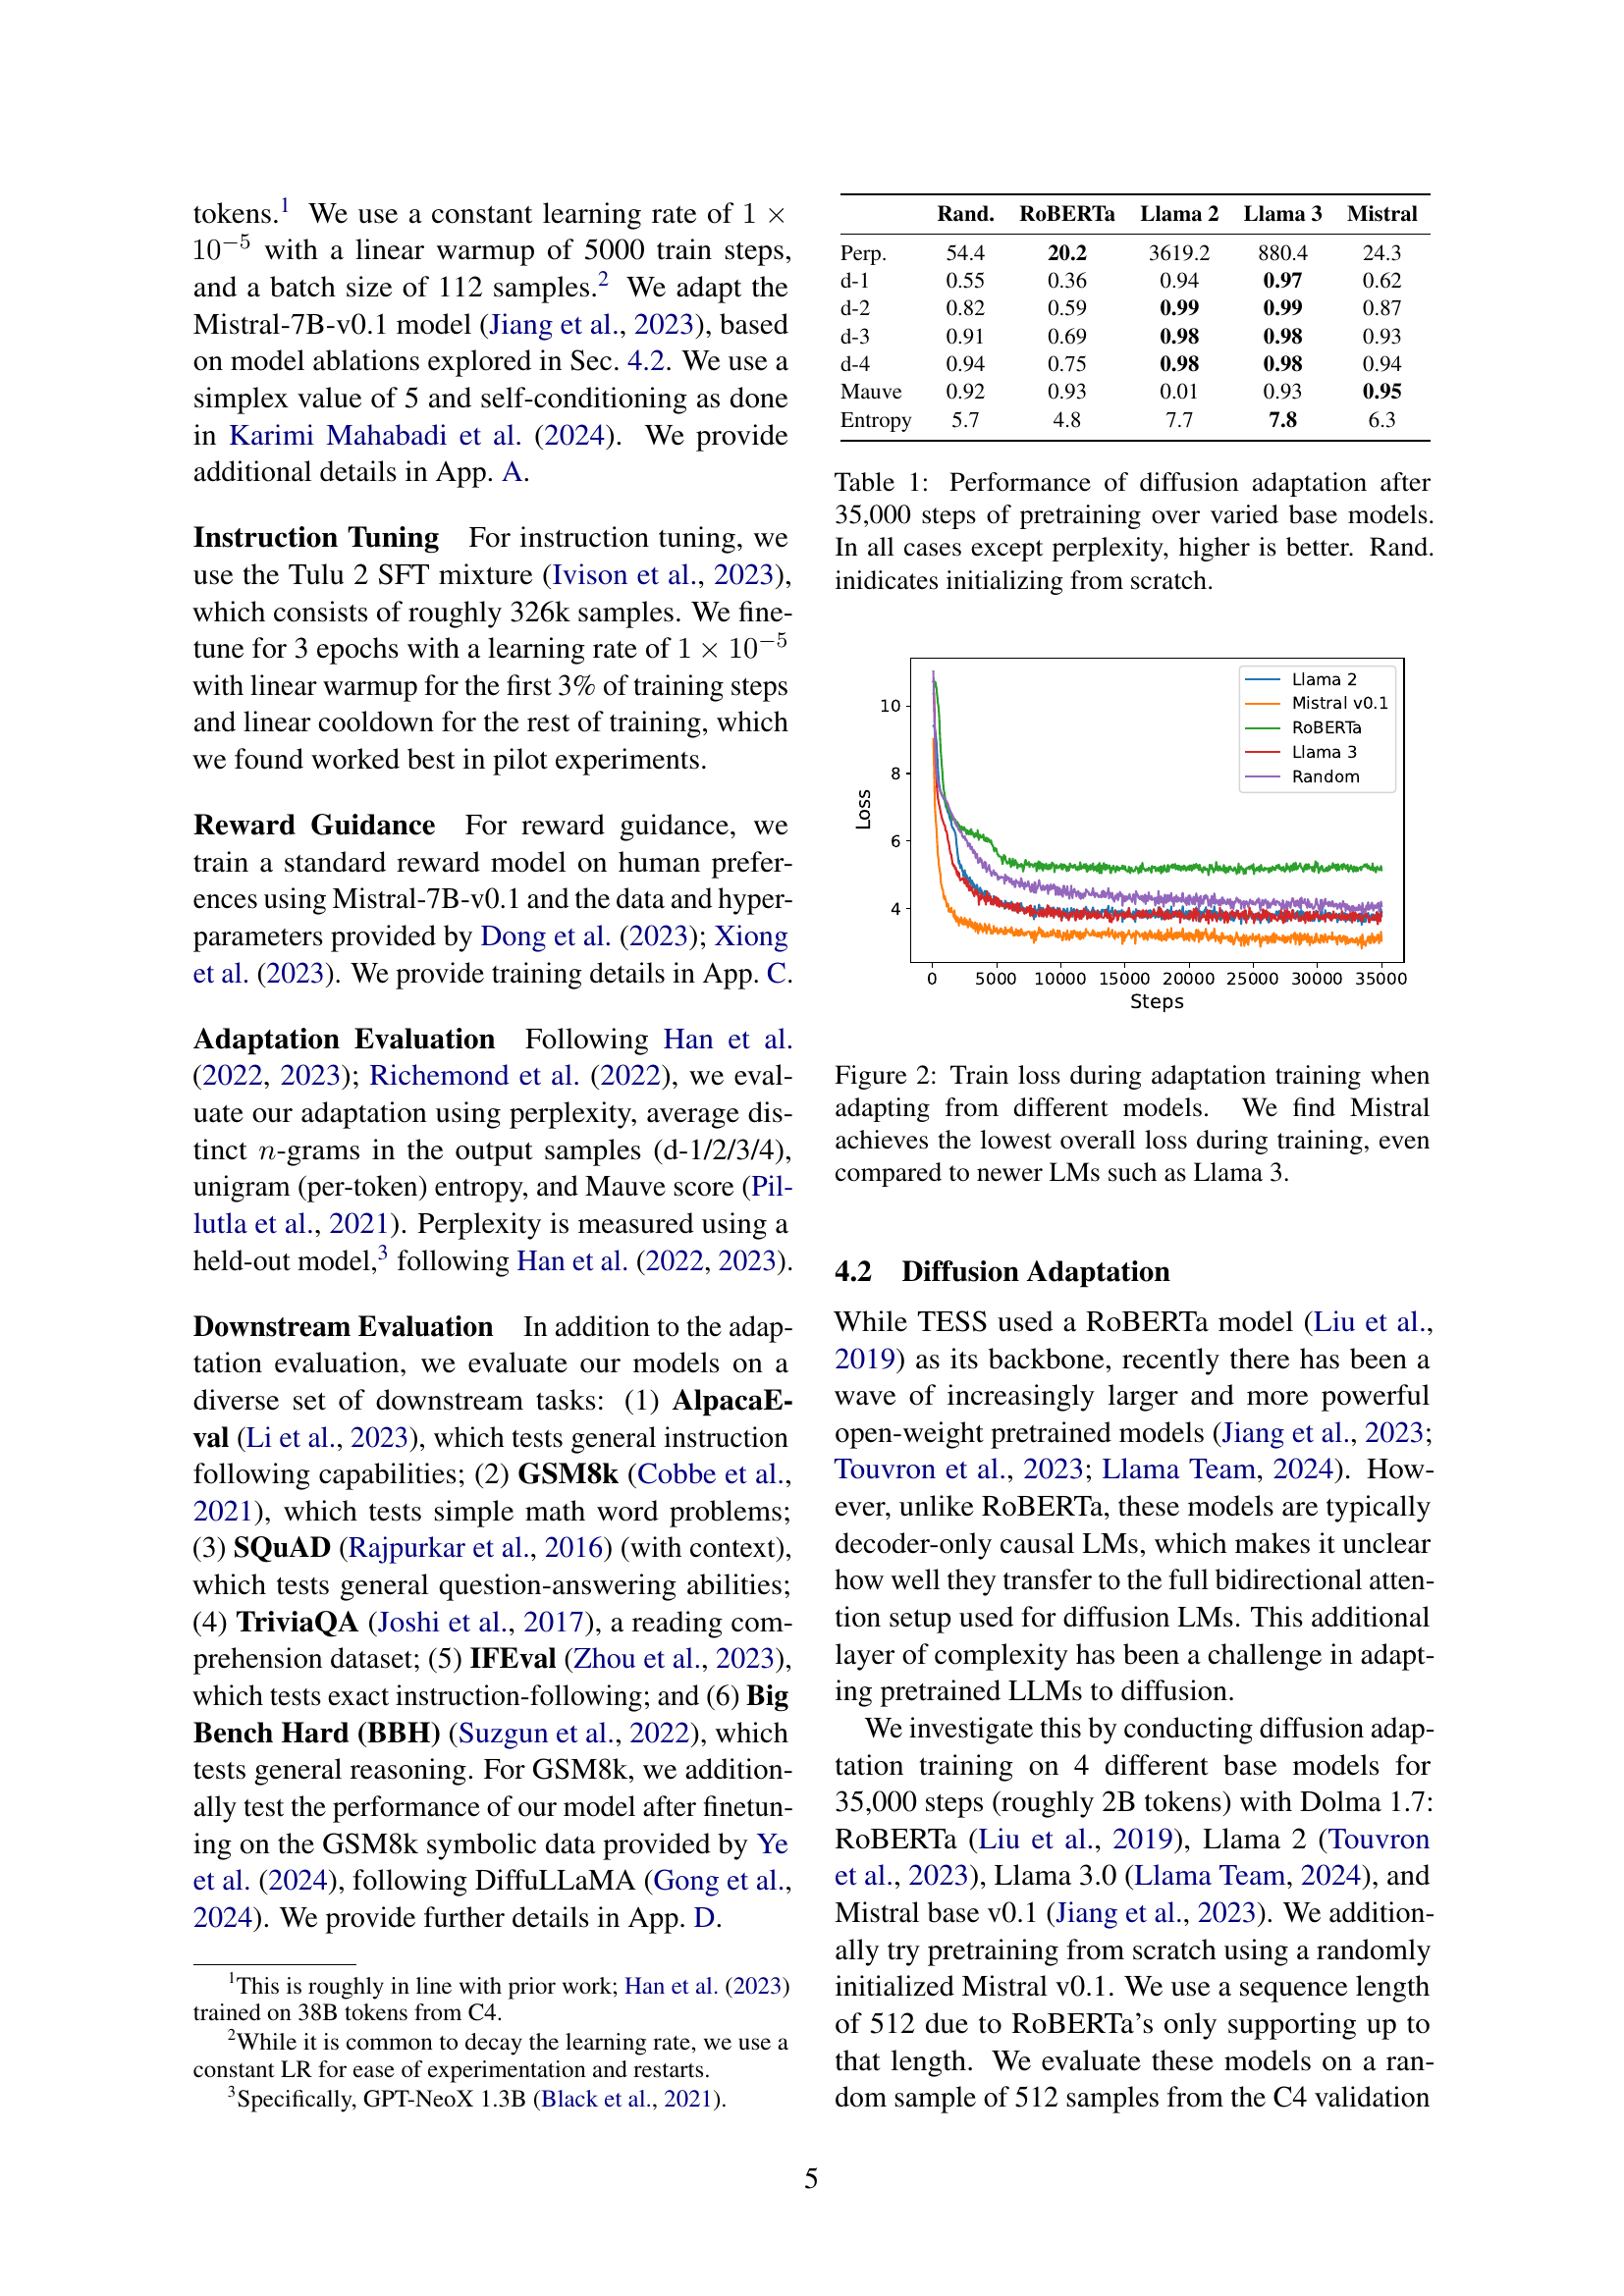 tokens.1 We use a constant learning rate of 1 ×
10−5 with a linear warmup of 5000 train steps,
and a batch size of 112 samples.2 We adapt the
Mistral-7B-v0.1 model (Jiang et al., 2023), based
on model ablations explored in Sec. 4.2. We use a
simplex value of 5 and self-conditioning as done
in Karimi Mahabadi et al. (2024). We provide
additional details in App. A.
Instruction Tuning For instruction tuning, we
use the Tulu 2 SFT mixture (Ivison et al., 2023),
which consists of roughly 326k samples. We fine-
tune for 3 epochs with a learning rate of 1 × 10−5
with linear warmup for the first 3% of training steps
and linear cooldown for the rest of training, which
we found worked best in pilot experiments.
Reward Guidance For reward guidance, we
train a standard reward model on human prefer-
ences using Mistral-7B-v0.1 and the data and hyper-
parameters provided by Dong et al. (2023); Xiong
et al. (2023). We provide training details in App. C.
Adaptation Evaluation Following Han et al.
(2022, 2023); Richemond et al. (2022), we eval-
uate our adaptation using perplexity, average dis-
tinct n-grams in the output samples (d-1/2/3/4),
unigram (per-token) entropy, and Mauve score (Pil-
lutla et al., 2021). Perplexity is measured using a
held-out model,3 following Han et al. (2022, 2023).
Downstream Evaluation In addition to the adap-
tation evaluation, we evaluate our models on a
diverse set of downstream tasks: (1) AlpacaE-
val (Li et al., 2023), which tests general instruction
following capabilities; (2) GSM8k (Cobbe et al.,
2021), which tests simple math word problems;
(3) SQuAD (Rajpurkar et al., 2016) (with context),
which tests general question-answering abilities;
(4) TriviaQA (Joshi et al., 2017), a reading com-
prehension dataset; (5) IFEval (Zhou et al., 2023),
which tests exact instruction-following; and (6) Big
Bench Hard (BBH) (Suzgun et al., 2022), which
tests general reasoning. For GSM8k, we addition-
ally test the performance of our model after finetun-
ing on the GSM8k symbolic data provided by Ye
et al. (2024), following DiffuLLaMA (Gong et al.,
2024). We provide further details in App. D.
1This is roughly in line with prior work; Han et al. (2023)
trained on 38B tokens from C4.
2While it is common to decay the learning rate, we use a
constant LR for ease of experimentation and restarts.
3Specifically, GPT-NeoX 1.3B (Black et al., 2021).
Rand. RoBERTa Llama 2 Llama 3 Mistral
Perp. 54.4 20.2 3619.2 880.4 24.3
d-1 0.55 0.36 0.94 0.97 0.62
d-2 0.82 0.59 0.99 0.99 0.87
d-3 0.91 0.69 0.98 0.98 0.93
d-4 0.94 0.75 0.98 0.98 0.94
Mauve 0.92 0.93 0.01 0.93 0.95
Entropy 5.7 4.8 7.7 7.8 6.3
Table 1: Performance of diffusion adaptation after
35,000 steps of pretraining over varied base models.
In all cases except perplexity, higher is better. Rand.
inidicates initializing from scratch.
Llama 2
Mistral v0.1
RoBERTa
Llama 3
Random
10
8
6
4
Loss
0 5000 10000 15000 20000 25000 30000 35000
Steps
Figure 2: Train loss during adaptation training when
adapting from different models. We find Mistral
achieves the lowest overall loss during training, even
compared to newer LMs such as Llama 3.
4.2 Diffusion Adaptation
While TESS used a RoBERTa model (Liu et al.,
2019) as its backbone, recently there has been a
wave of increasingly larger and more powerful
open-weight pretrained models (Jiang et al., 2023;
Touvron et al., 2023; Llama Team, 2024). How-
ever, unlike RoBERTa, these models are typically
decoder-only causal LMs, which makes it unclear
how well they transfer to the full bidirectional atten-
tion setup used for diffusion LMs. This additional
layer of complexity has been a challenge in adapt-
ing pretrained LLMs to diffusion.
We investigate this by conducting diffusion adap-
tation training on 4 different base models for
35,000 steps (roughly 2B tokens) with Dolma 1.7:
RoBERTa (Liu et al., 2019), Llama 2 (Touvron
et al., 2023), Llama 3.0 (Llama Team, 2024), and
Mistral base v0.1 (Jiang et al., 2023). We addition-
ally try pretraining from scratch using a randomly
initialized Mistral v0.1. We use a sequence length
of 512 due to RoBERTa's only supporting up to
that length. We evaluate these models on a ran-
dom sample of 512 samples from the C4 validation
5